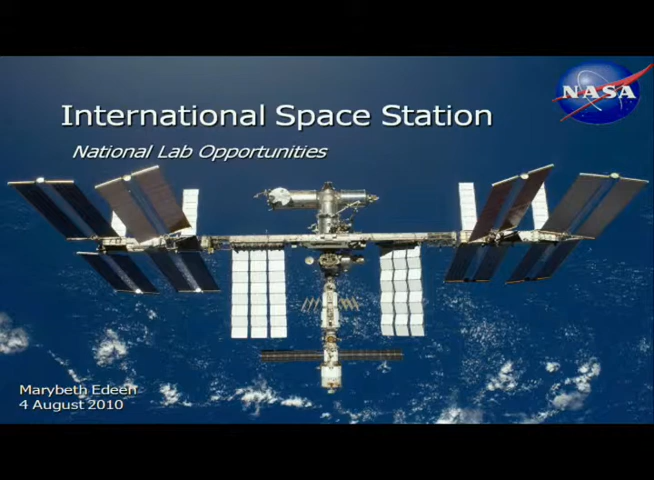 NASA
International Space Station
National Lab Opportunities
Marybeth Edeen
4 August 2010